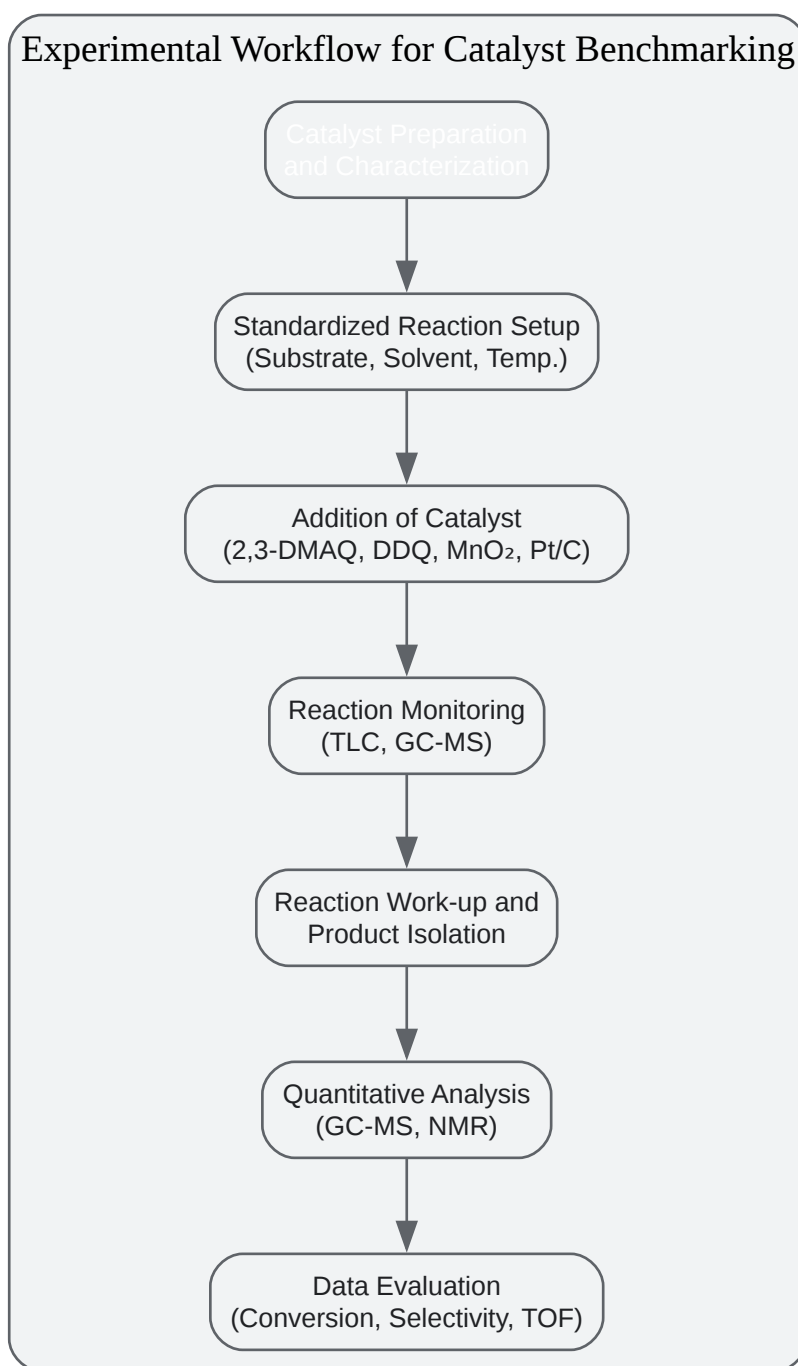 Experimental Workflow for Catalyst Benchmarking
Catalyst Preparation
and Characterization
Standardized Reaction Setup
(Substrate, Solvent, Temp.)
Addition of Catalyst
(2,3-DMAQ, DDQ, MnO₂, Pt/C)
Reaction Monitoring
(TLC, GC-MS)
Reaction Work-up and
Product Isolation
Quantitative Analysis
(GC-MS, NMR)
Data Evaluation
(Conversion, Selectivity, TOF)